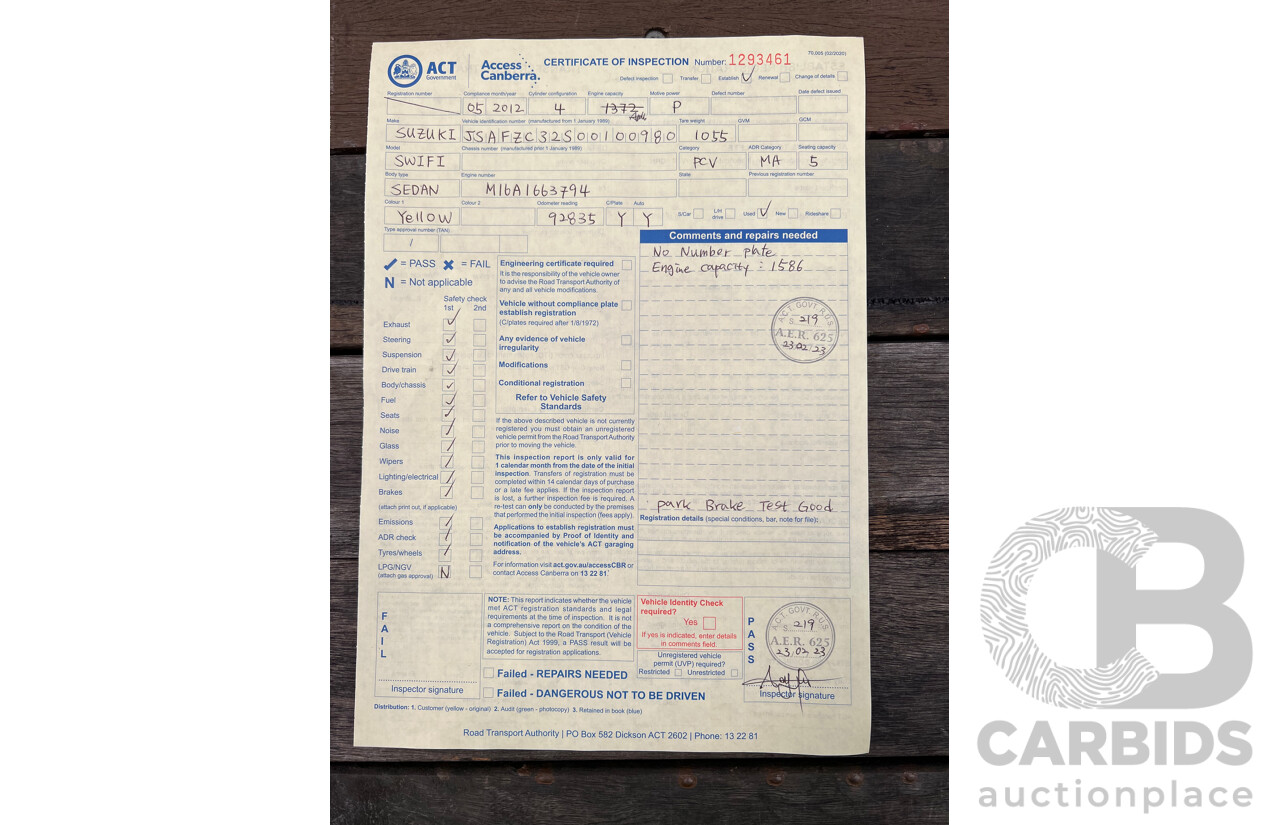 70,005 (02/2020)
ACT Government
Access Canberra.
CERTIFICATE OF INSPECTION Number: 1293461
Defect inspection Transfer Establish ✓ Renewal Change of details
Registration number Compliance month/year Cylinder configuration Engine capacity Motive power Defect number Date defect issued
05 2012 4 1372 P
Make Vehicle identification number (manufactured from 1 January 1989) Tare weight GVM GCM
SUZUKI JSAFZC32S00100980 1055
Model Chassis number (manufactured prior 1 January 1989) Category ADR Category Seating capacity
SWIFI PCV MA 5
Body type Engine number State Previous registration number
SEDAN M16A1663794
Colour 1 Colour 2 Odometer reading C/Plate Auto
Yellow 92835 Y Y S/Car L/H drive Used ✓ New Rideshare
Type approval number (TAN)
/
Comments and repairs needed
No Number plate
Engine capacity : 1586
A.C.T. GOVT R.U.S.
S. 219
A.E.R. 625
23.02.23
Park Brake Test Good
Registration details (special conditions, bar, note for file):
✓ = PASS ✗ = FAIL
N = Not applicable
Safety check
1st 2nd
Exhaust ✓
Steering ✓
Suspension ✓
Drive train ✓
Body/chassis ✓
Fuel ✓
Seats ✓
Noise ✓
Glass ✓
Wipers ✓
Lighting/electrical ✓
Brakes ✓
(attach print out, if applicable)
Emissions ✓
ADR check ✓
Tyres/wheels ✓
LPG/NGV N
(attach gas approval)
Engineering certificate required
It is the responsibility of the vehicle owner
to advise the Road Transport Authority of
any and all vehicle modifications.
Vehicle without compliance plate
establish registration
(C/plates required after 1/8/1972)
Any evidence of vehicle
irregularity
Modifications
Conditional registration
Refer to Vehicle Safety
Standards
If the above described vehicle is not currently
registered you must obtain an unregistered
vehicle permit from the Road Transport Authority
prior to moving the vehicle.
This inspection report is only valid for
1 calendar month from the date of the initial
inspection. Transfers of registration must be
completed within 14 calendar days of purchase
or a late fee applies. If the inspection report
is lost, a further inspection fee is required. A
re-test can only be conducted by the premises
that performed the initial inspection (fees apply).
Applications to establish registration must
be accompanied by Proof of Identity and
notification of the vehicle's ACT garaging
address.
For information visit act.gov.au/accessCBR or
contact Access Canberra on 13 22 81.
FAIL
Inspector signature
NOTE: This report indicates whether the vehicle
met ACT registration standards and legal
requirements at the time of inspection. It is not
a comprehensive report on the condition of the
vehicle. Subject to the Road Transport (Vehicle
Registration) Act 1999, a PASS result will be
accepted for registration applications.
Failed - REPAIRS NEEDED
Failed - DANGEROUS NOT TO BE DRIVEN
Vehicle Identity Check
required?
Yes
If yes is indicated, enter details
in comments field.
Unregistered vehicle
permit (UVP) required?
Restricted Unrestricted
PASS
A.C.T. GOVT. R.U.S.
S. 219
A.E.R. 625
23.02.23
Inspector signature
Distribution: 1. Customer (yellow - original) 2. Audit (green - photocopy) 3. Retained in book (blue)
Road Transport Authority | PO Box 582 Dickson ACT 2602 | Phone: 13 22 81
CB
CARBIDS
auctionplace